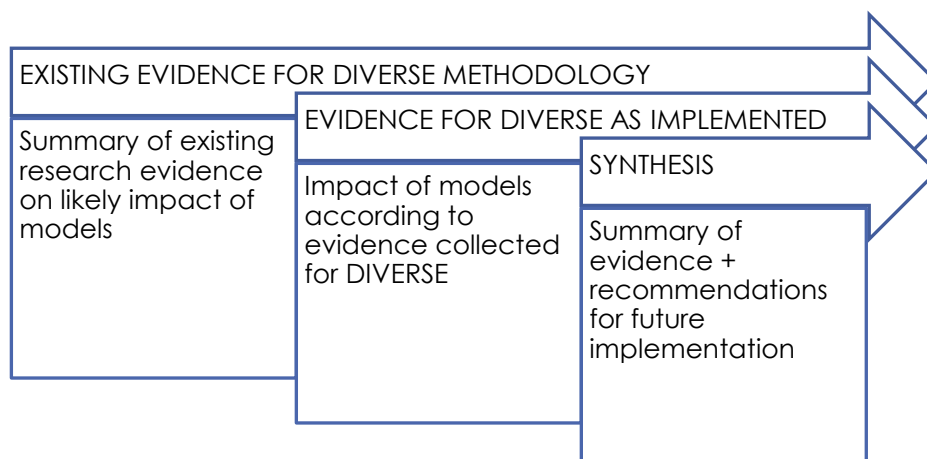 EXISTING EVIDENCE FOR DIVERSE METHODOLOGY
Summary of existing
research evidence
on likely impact of
models
EVIDENCE FOR DIVERSE AS IMPLEMENTED
Impact of models
according to
evidence collected
for DIVERSE
SYNTHESIS
Summary of
evidence +
recommendations
for future
implementation